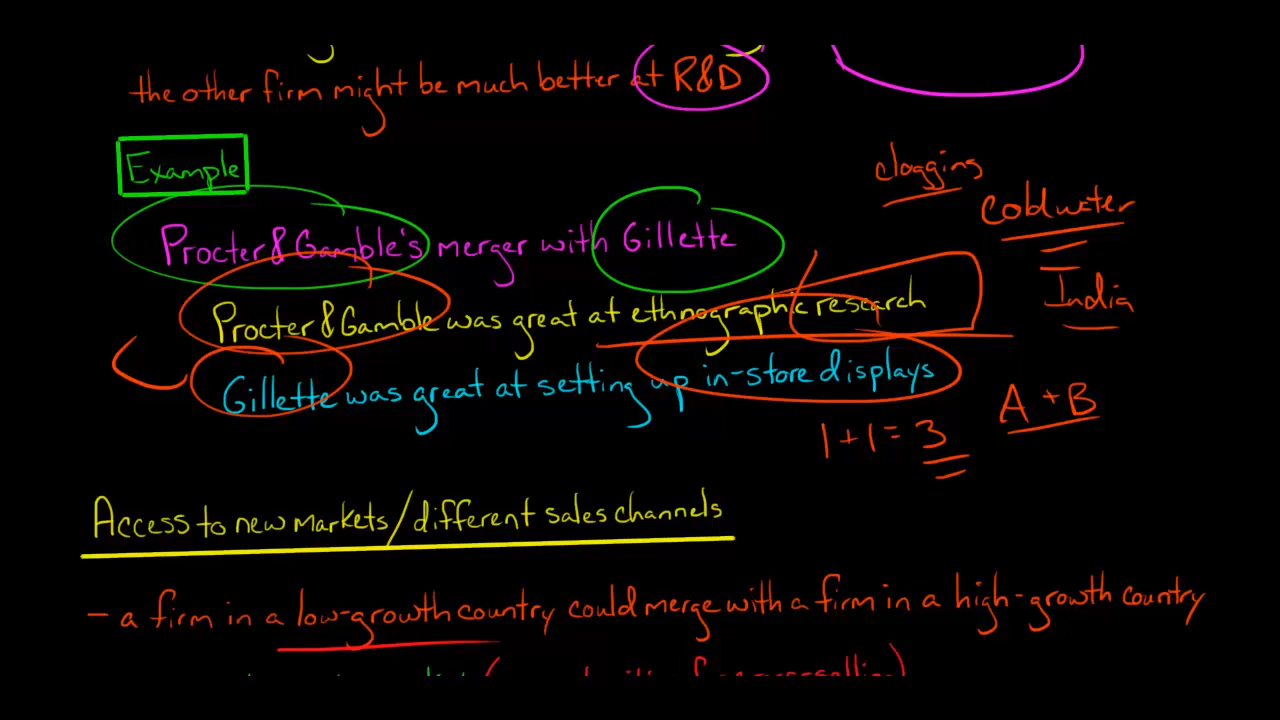 the other firm might be much better at R&D
Example
clogging
coldwater
Procter & Gamble's merger with Gillette
India
Procter & Gamble was great at ethnographic research
Gillette was great at setting up in-store displays
A + B
1 + 1 = 3
Access to new markets/different sales channels
- a firm in a low-growth country could merge with a firm in a high-growth country